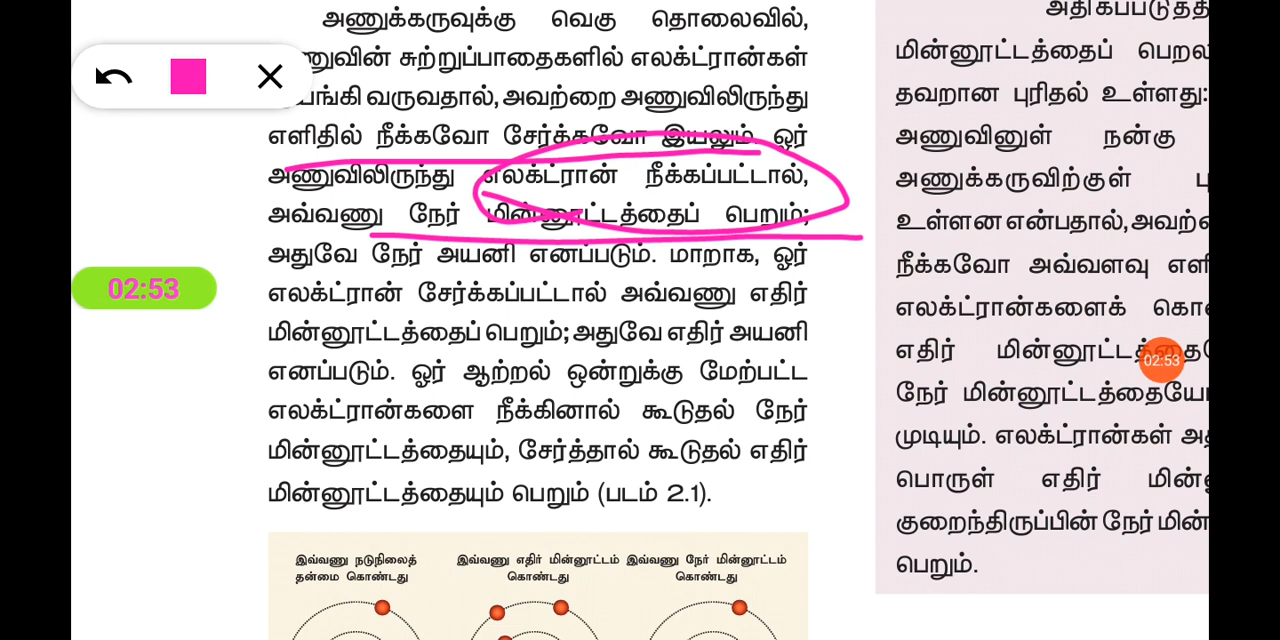 அணுக்கருவுக்கு வெகு தொலைவில்,
சுற்றுப்பாதைகளில் எலக்ட்ரான்கள்
வருவதால், அவற்றை அணுவிலிருந்து
எளிதில் நீக்கவோ சேர்க்கவோ இயலும். ஓர்
அணுவிலிருந்து எலக்ட்ரான் நீக்கப்பட்டால்,
அவ்வணு நேர் மின்னூட்டத்தைப் பெறும்;
அதுவே நேர் அயனி எனப்படும். மாறாக, ஓர்
எலக்ட்ரான் சேர்க்கப்பட்டால் அவ்வணு எதிர்
மின்னூட்டத்தைப் பெறும்; அதுவே எதிர் அயனி
எனப்படும். ஓர் ஆற்றல் ஒன்றுக்கு மேற்பட்ட
எலக்ட்ரான்களை நீக்கினால் கூடுதல் நேர்
மின்னூட்டத்தையும், சேர்த்தால் கூடுதல் எதிர்
மின்னூட்டத்தையும் பெறும் (படம் 2.1).
இவ்வணு நடுநிலைத் தன்மை கொண்டது
இவ்வணு எதிர் மின்னூட்டம் கொண்டது
இவ்வணு நேர் மின்னூட்டம் கொண்டது
02:53
மின்னூட்டத்தைப்
தவறான புரிதல் உள்ளது:
அணுவினுள் நன்கு
அணுக்கருவிற்குள்
உள்ளன என்பதால்,
நீக்கவோ அவ்வளவு
எலக்ட்ரான்களைக்
எதிர்
நேர்
முடியும். எலக்ட்ரான்கள்
பொருள் எதிர்
குறைந்திருப்பின் நேர்
பெறும்.
02:53